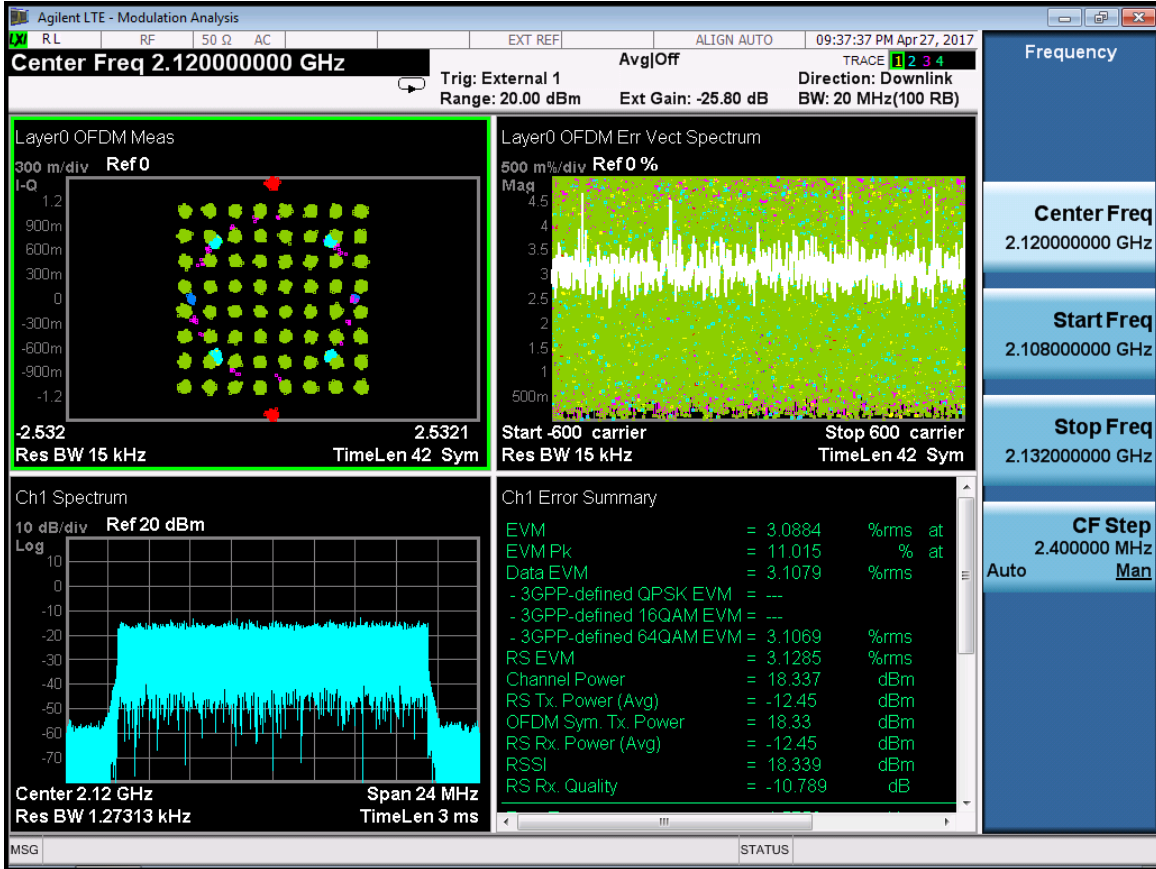 Agilent LTE - Modulation Analysis
LXI RL RF 50 Ω AC EXT REF ALIGN AUTO 09:37:37 PM Apr 27, 2017
Center Freq 2.120000000 GHz
Avg|Off
TRACE 1 2 3 4
Trig: External 1
Direction: Downlink
Range: 20.00 dBm
Ext Gain: -25.80 dB
BW: 20 MHz(100 RB)
Layer0 OFDM Meas
300 m/div Ref 0
I-Q
1.2
900m
600m
300m
0
-300m
-600m
-900m
-1.2
-2.532 2.5321
Res BW 15 kHz TimeLen 42 Sym
Layer0 OFDM Err Vect Spectrum
500 m%/div Ref 0 %
Mag
4.5
4
3.5
3
2.5
2
1.5
1
500m
Start -600 carrier Stop 600 carrier
Res BW 15 kHz TimeLen 42 Sym
Ch1 Spectrum
10 dB/div Ref 20 dBm
Log
10
0
-10
-20
-30
-40
-50
-60
-70
Center 2.12 GHz Span 24 MHz
Res BW 1.27313 kHz TimeLen 3 ms
Ch1 Error Summary
EVM = 3.0884 %rms at
EVM Pk = 11.015 % at
Data EVM = 3.1079 %rms
- 3GPP-defined QPSK EVM = ---
- 3GPP-defined 16QAM EVM = ---
- 3GPP-defined 64QAM EVM = 3.1069 %rms
RS EVM = 3.1285 %rms
Channel Power = 18.337 dBm
RS Tx. Power (Avg) = -12.45 dBm
OFDM Sym. Tx. Power = 18.33 dBm
RS Rx. Power (Avg) = -12.45 dBm
RSSI = 18.339 dBm
RS Rx. Quality = -10.789 dB
Frequency
Center Freq
2.120000000 GHz
Start Freq
2.108000000 GHz
Stop Freq
2.132000000 GHz
CF Step
2.400000 MHz
Auto Man
MSG STATUS